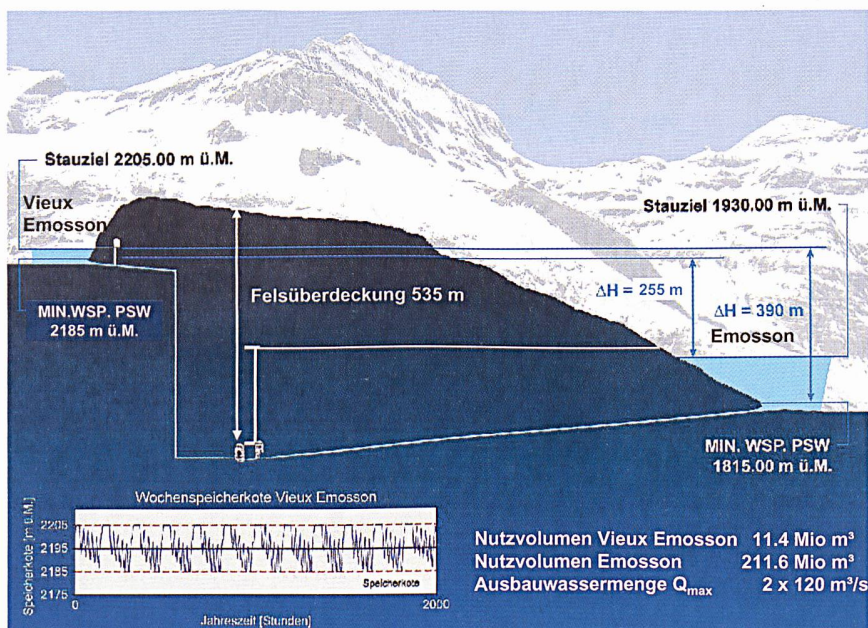 Stauziel 2205.00 m ü.M.
Vieux
Emosson
Stauziel 1930.00 m ü.M.
Felsüberdeckung 535 m
ΔH = 255 m
ΔH = 390 m
Emosson
MIN.WSP. PSW
2185 m ü.M.
MIN. WSP. PSW
1815.00 m ü.M.
Wochenspeicherkote Vieux Emosson
Speicherkote [m ü.M.]
2205
2195
2185
2175
Speicherkote
0
2000
Jahreszeit [Stunden]
Nutzvolumen Vieux Emosson 11.4 Mio m³
Nutzvolumen Emosson 211.6 Mio m³
Ausbauwassermenge Qmax 2 x 120 m³/s